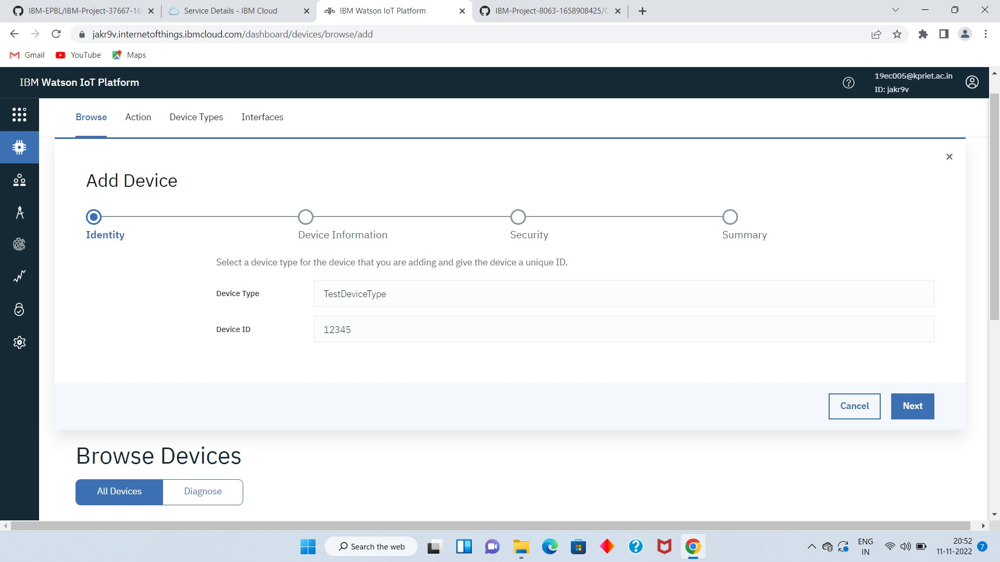 IBM-EPBL/IBM-Project-37667-16
Service Details - IBM Cloud
IBM Watson IoT Platform
IBM-Project-8063-1658908425/C
jakr9v.internetofthings.ibmcloud.com/dashboard/devices/browse/add
Gmail
YouTube
Maps
IBM Watson IoT Platform
19ec005@kpriet.ac.in
ID: jakr9v
Browse
Action
Device Types
Interfaces
Add Device
Identity
Device Information
Security
Summary
Select a device type for the device that you are adding and give the device a unique ID.
Device Type
TestDeviceType
Device ID
12345
Cancel
Next
Browse Devices
All Devices
Diagnose
Search the web
ENG
IN
20:52
11-11-2022
7